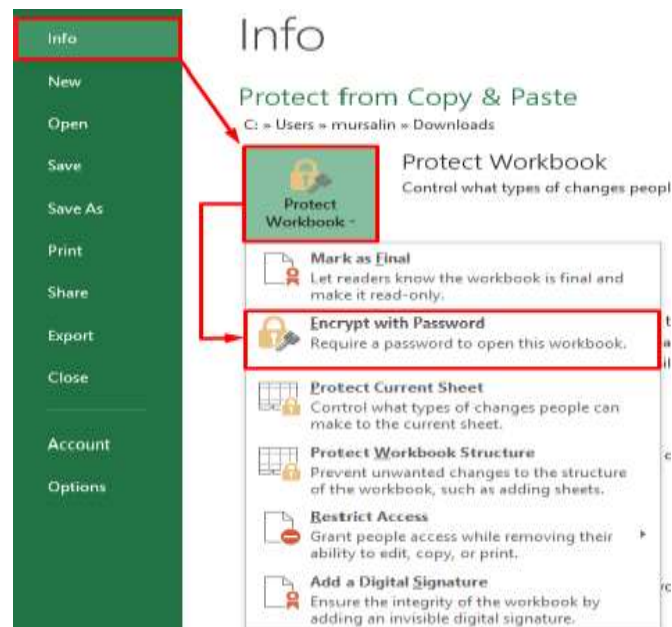 Info
New
Open
Save
Save As
Print
Share
Export
Close
Account
Options
Info
Protect from Copy & Paste
C: » Users » mursalin » Downloads
Protect
Workbook
Protect Workbook
Control what types of changes peopl
Mark as Final
Let readers know the workbook is final and
make it read-only.
Encrypt with Password
Require a password to open this workbook.
Protect Current Sheet
Control what types of changes people can
make to the current sheet.
Protect Workbook Structure
Prevent unwanted changes to the structure
of the workbook, such as adding sheets.
Restrict Access
Grant people access while removing their
ability to edit, copy, or print.
Add a Digital Signature
Ensure the integrity of the workbook by
adding an invisible digital signature.